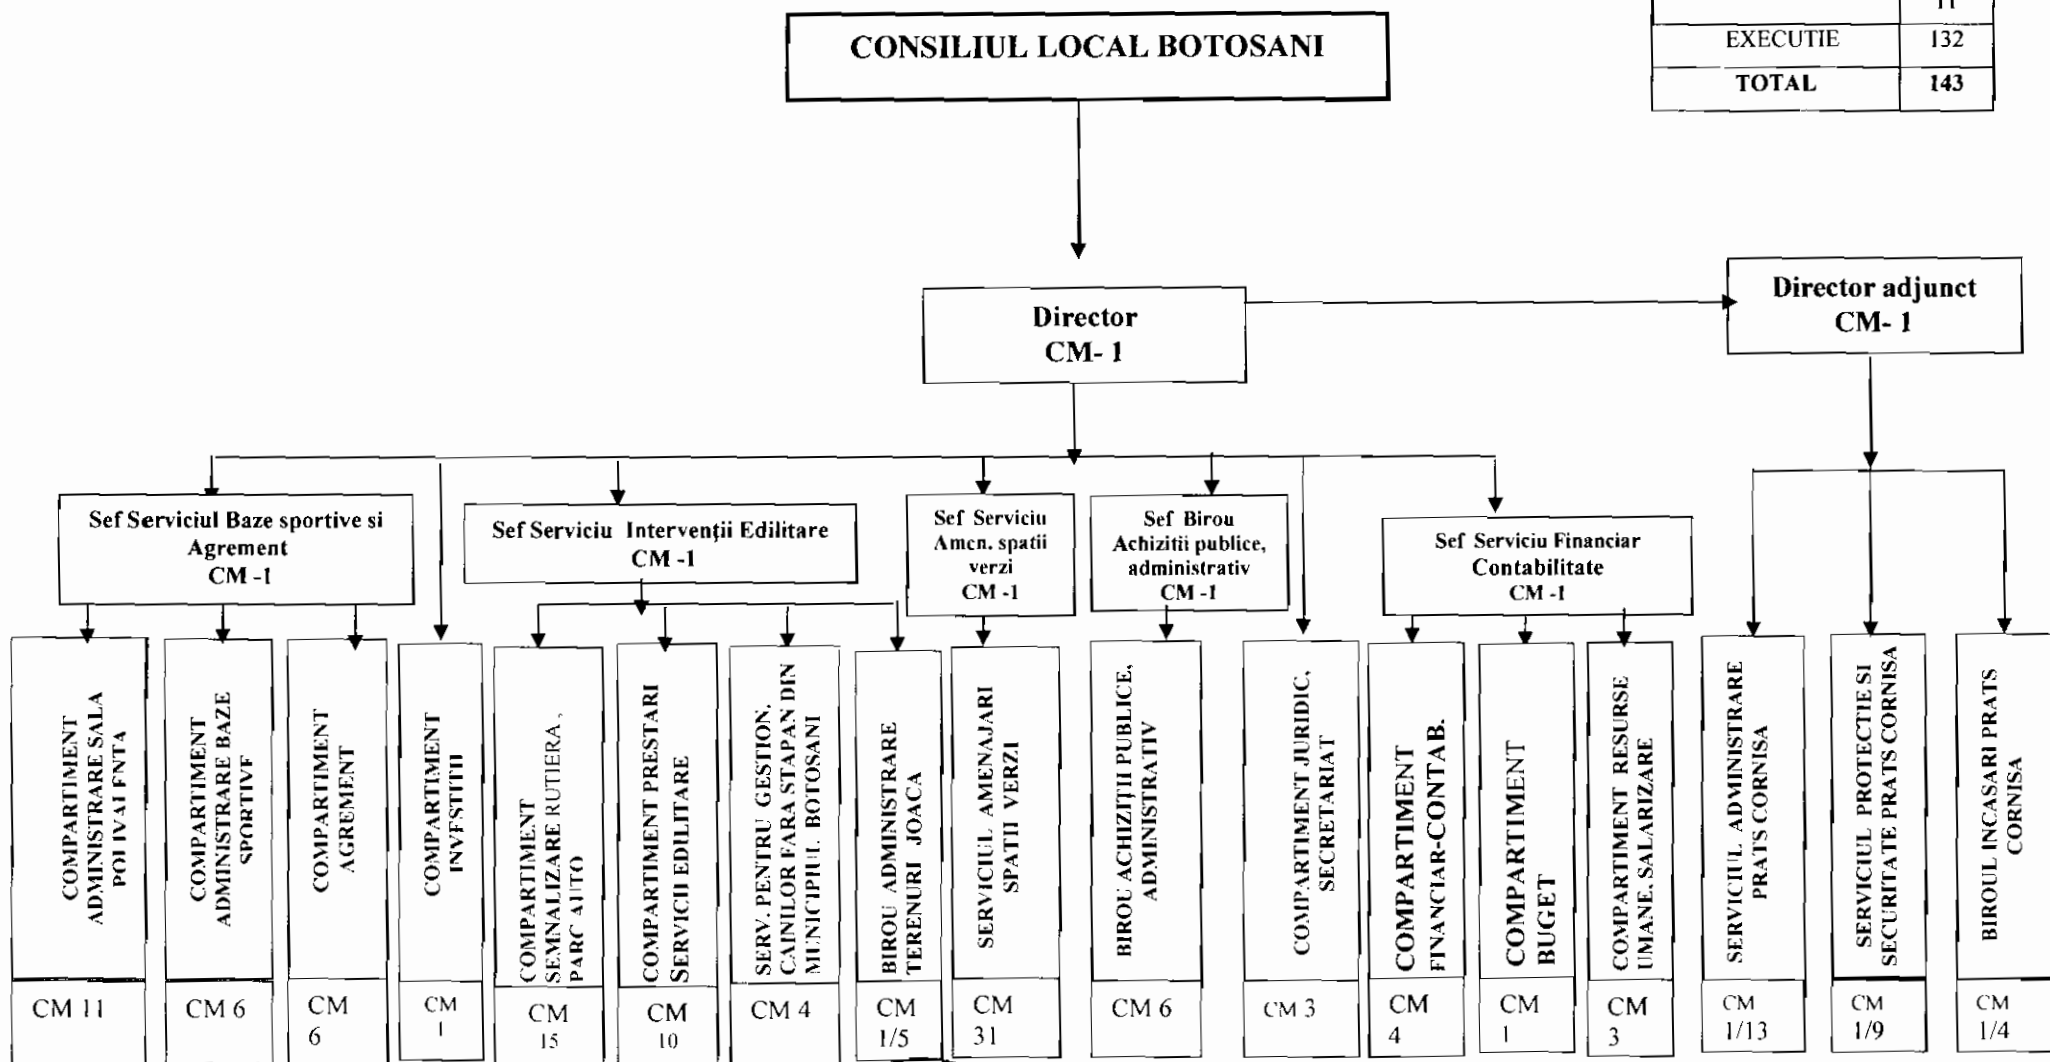 11
EXECUTIE 132
TOTAL 143
CONSILIUL LOCAL BOTOSANI
Director
CM- 1
Director adjunct
CM- 1
Sef Serviciul Baze sportive si
Agrement
CM -1
Sef Serviciu Intervenţii Edilitare
CM -1
Sef Serviciu
Amen. spatii
verzi
CM -1
Sef Birou
Achizitii publice,
administrativ
CM -1
Sef Serviciu Financiar
Contabilitate
CM -1
COMPARTIMENT
ADMINISTRARE SALA
POLIVALENTA
CM 11
COMPARTIMENT
ADMINISTRARE BAZE
SPORTIVE
CM 6
COMPARTIMENT
AGREMENT
CM
6
COMPARTIMENT
INVESTITII
CM
1
COMPARTIMENT
SEMNALIZARE RUTIERA,
PARC AUTO
CM
15
COMPARTIMENT PRESTARI
SERVICII EDILITARE
CM
10
SERV. PENTRU GESTION.
CAINILOR FARA STAPAN DIN
MUNICIPIUL BOTOSANI
CM 4
BIROU ADMINISTRARE
TERENURI JOACA
CM
1/5
SERVICIUL AMENAJARI
SPATII VERZI
CM
31
BIROU ACHIZIŢII PUBLICE,
ADMINISTRATIV
CM 6
COMPARTIMENT JURIDIC,
SECRETARIAT
CM 3
COMPARTIMENT
FINANCIAR-CONTAB.
CM
4
COMPARTIMENT
BUGET
CM
1
COMPARTIMENT RESURSE
UMANE, SALARIZARE
CM
3
SERVICIUL ADMINISTRARE
PRATS CORNISA
CM
1/13
SERVICIUL PROTECTIE SI
SECURITATE PRATS CORNISA
CM
1/9
BIROUL INCASARI PRATS
CORNISA
CM
1/4